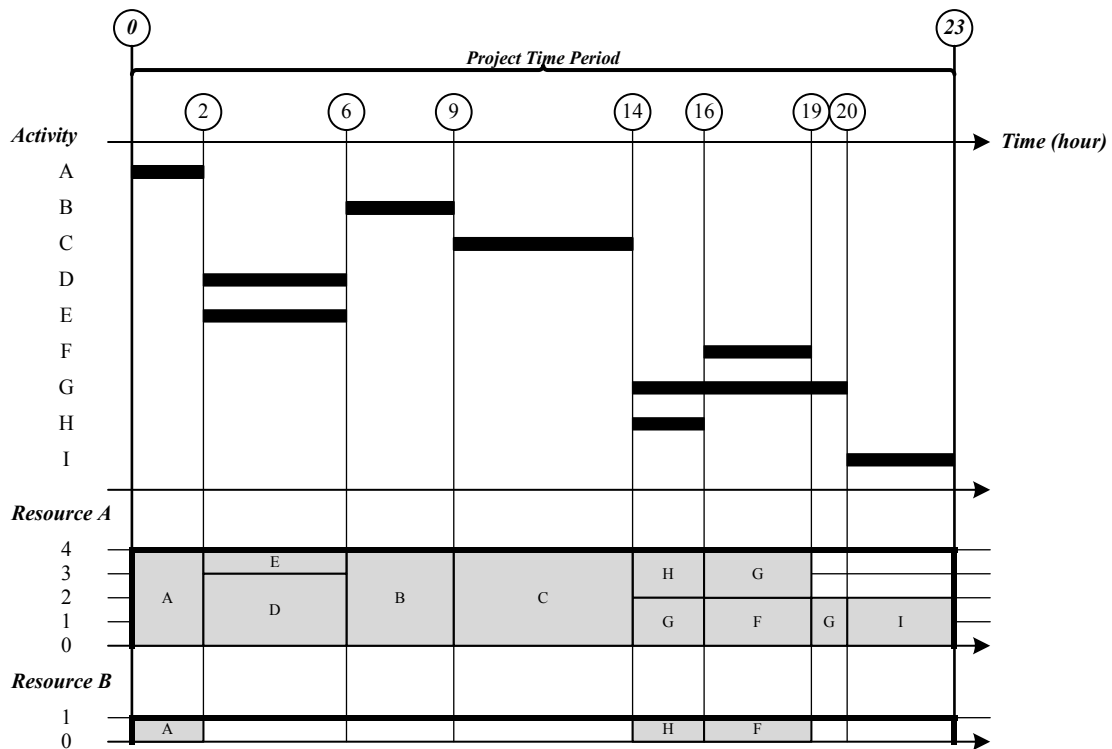 0 23
Project Time Period
2 6 9 14 16 19 20
Activity
Time (hour)
A
B
C
D
E
F
G
H
I
Resource A
4
3
2
1
0
E H G
A D B C G F G I
Resource B
1
0
A H F